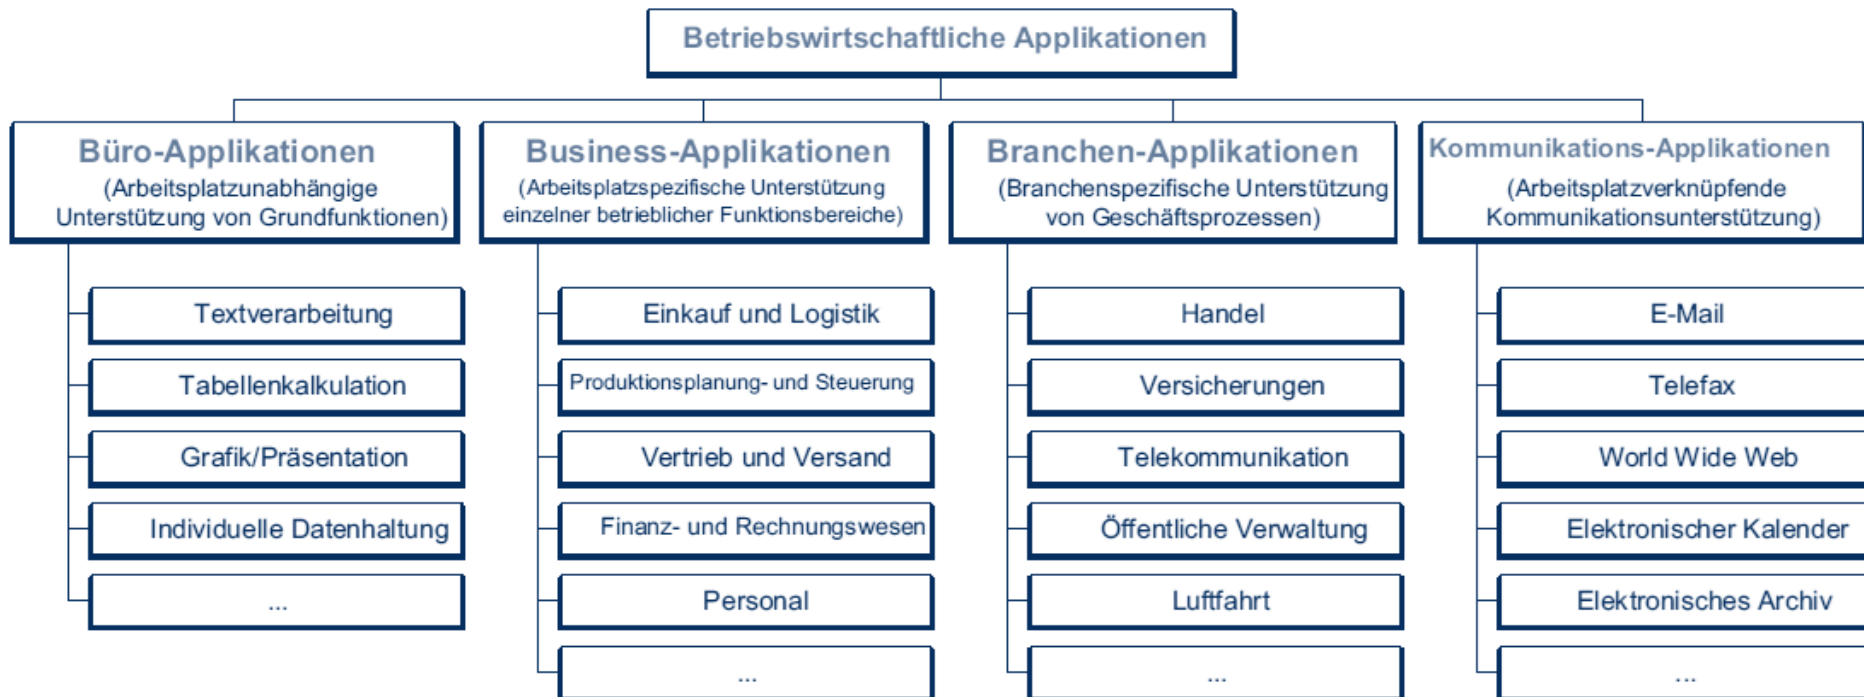 Betriebswirtschaftliche Applikationen
Büro-Applikationen
(Arbeitsplatzunabhängige
Unterstützung von Grundfunktionen)
Textverarbeitung
Tabellenkalkulation
Grafik/Präsentation
Individuelle Datenhaltung
...
Business-Applikationen
(Arbeitsplatzspezifische Unterstützung
einzelner betrieblicher Funktionsbereiche)
Einkauf und Logistik
Produktionsplanung- und Steuerung
Vertrieb und Versand
Finanz- und Rechnungswesen
Personal
...
Branchen-Applikationen
(Branchenspezifische Unterstützung
von Geschäftsprozessen)
Handel
Versicherungen
Telekommunikation
Öffentliche Verwaltung
Luftfahrt
...
Kommunikations-Applikationen
(Arbeitsplatzverknüpfende
Kommunikationsunterstützung)
E-Mail
Telefax
World Wide Web
Elektronischer Kalender
Elektronisches Archiv
...